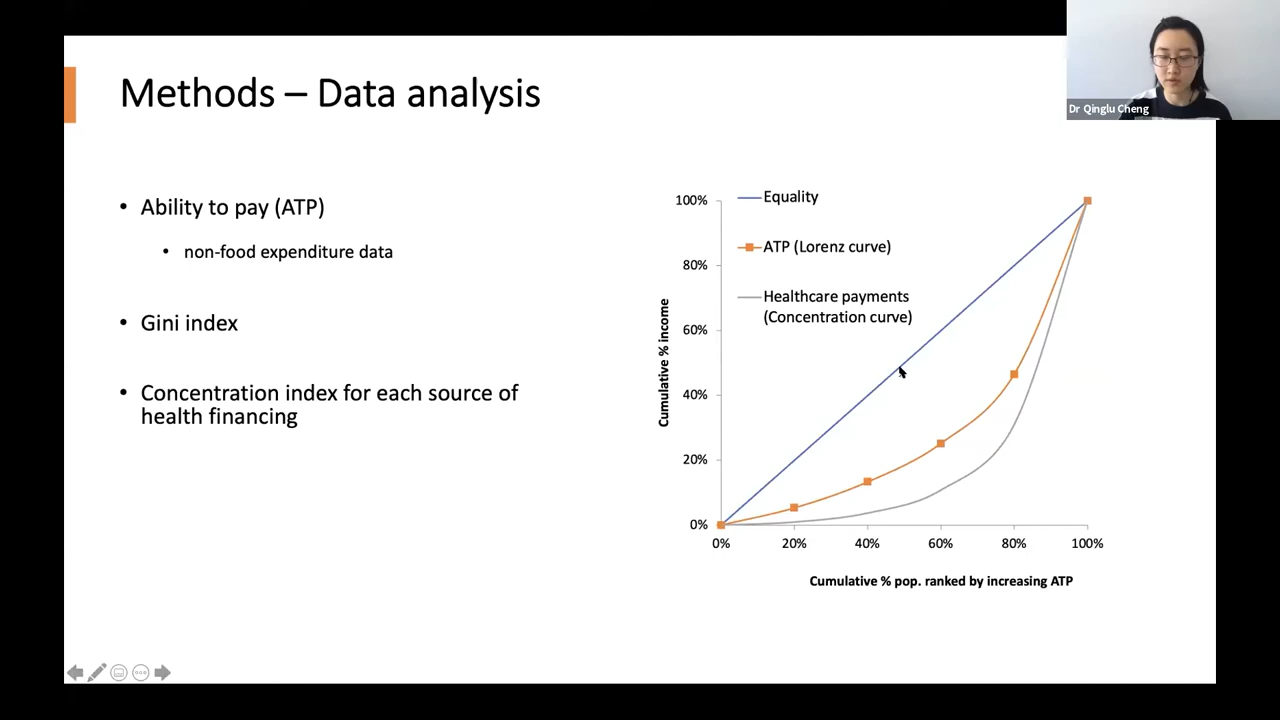 Dr Qinglu Cheng
Methods – Data analysis
• Ability to pay (ATP)
• non-food expenditure data
• Gini index
• Concentration index for each source of
health financing
Equality
ATP (Lorenz curve)
Healthcare payments
(Concentration curve)
Cumulative % income
100%
80%
60%
40%
20%
0%
0% 20% 40% 60% 80% 100%
Cumulative % pop. ranked by increasing ATP